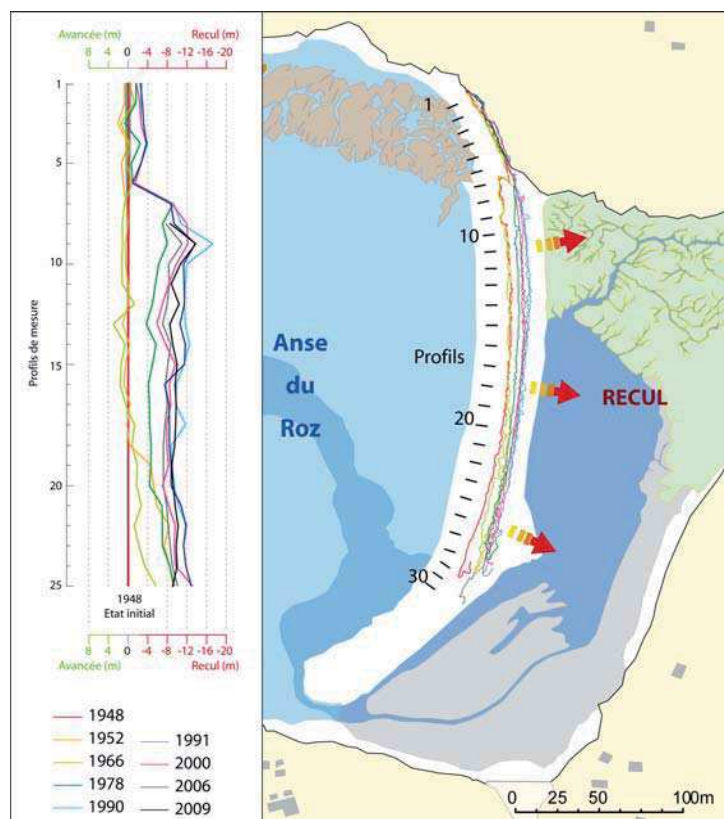 Avancée (m) Recul (m)
8 4 0 -4 -8 -12 -16 -20
Profils de mesure
1
5
10
15
20
25
1948
Etat initial
8 4 0 -4 -8 -12 -16 -20
Avancée (m) Recul (m)
1948
1952
1966
1978
1990
1991
2000
2006
2009
1
10
Profils
20
30
Anse
du
Roz
RECUL
0 25 50 100m